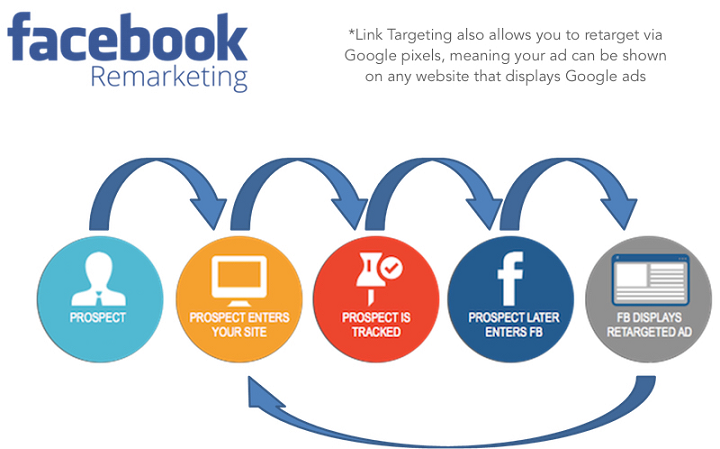 facebook
Remarketing
*Link Targeting also allows you to retarget via
Google pixels, meaning your ad can be shown
on any website that displays Google ads
PROSPECT
PROSPECT ENTERS
YOUR SITE
PROSPECT IS
TRACKED
f
PROSPECT LATER
ENTERS FB
FB DISPLAYS
RETARGETED AD